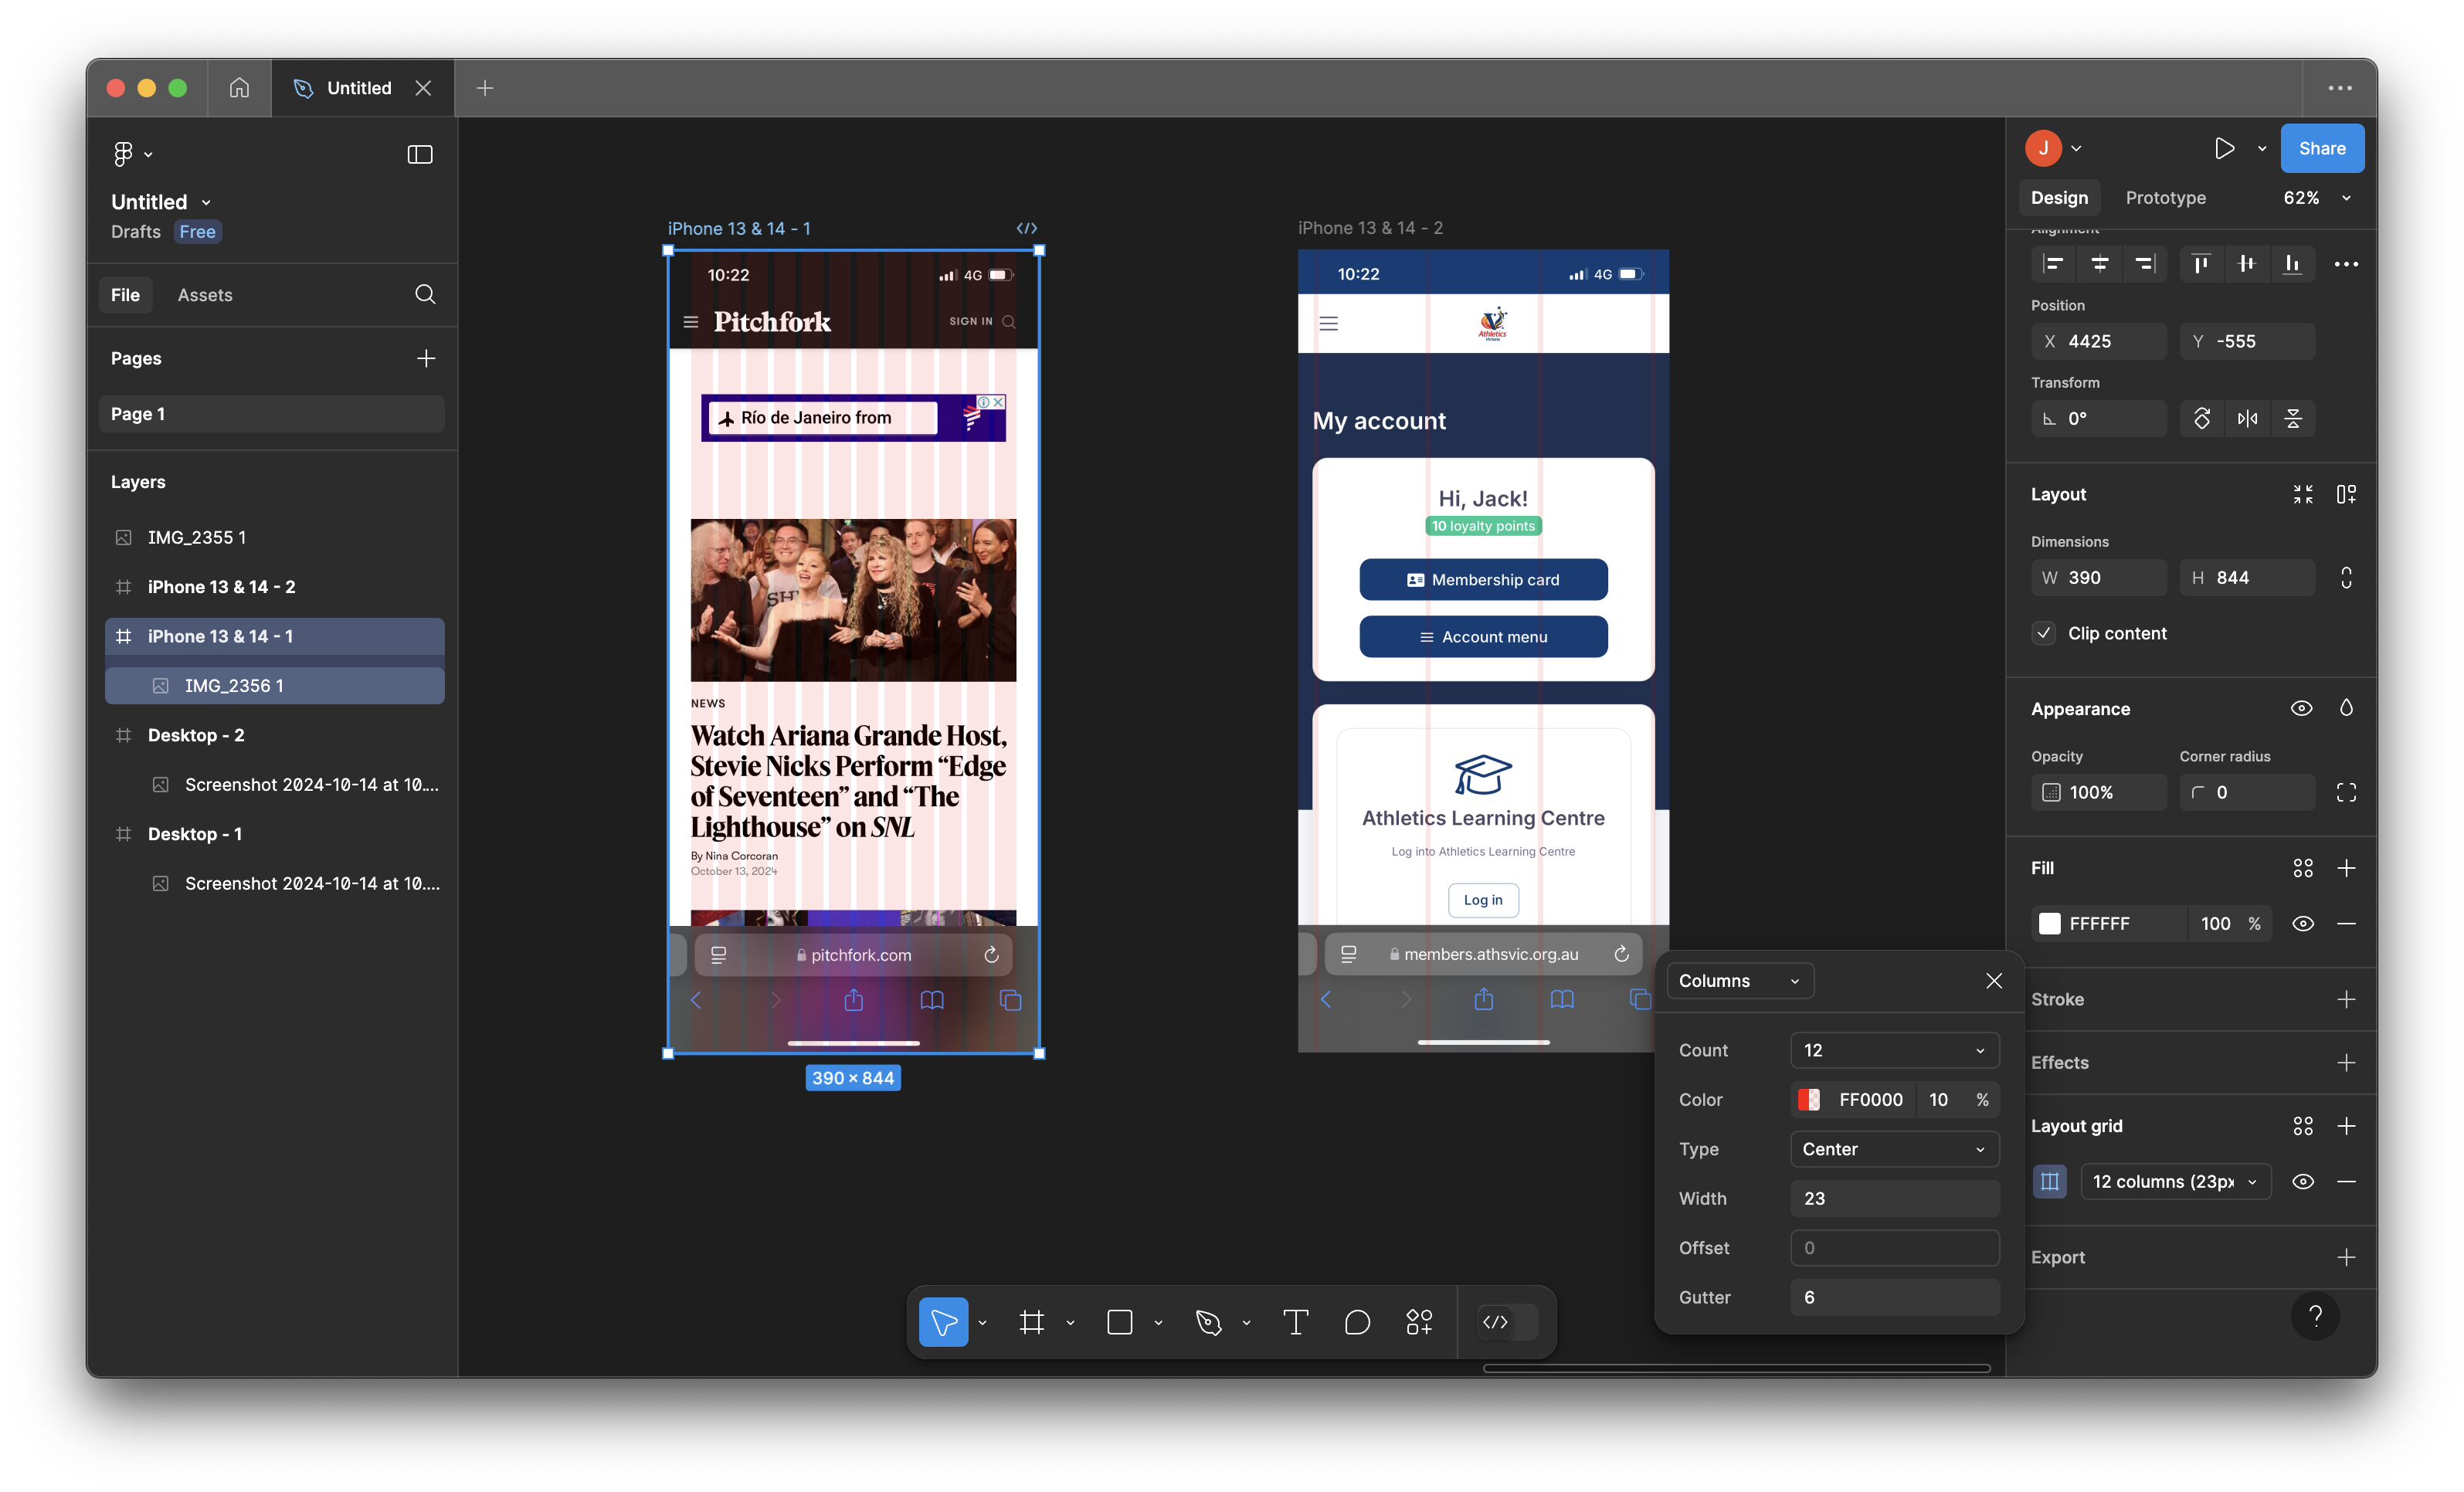 Untitled
Untitled
Drafts Free
File Assets
Pages
Page 1
Layers
IMG_2355 1
iPhone 13 & 14 - 2
iPhone 13 & 14 - 1
IMG_2356 1
Desktop - 2
Screenshot 2024-10-14 at 10....
Desktop - 1
Screenshot 2024-10-14 at 10....
iPhone 13 & 14 - 1
10:22 4G
Pitchfork SIGN IN
Río de Janeiro from
NEWS
Watch Ariana Grande Host,
Stevie Nicks Perform “Edge
of Seventeen” and “The
Lighthouse” on SNL
By Nina Corcoran
October 13, 2024
pitchfork.com
390 × 844
iPhone 13 & 14 - 2
10:22 4G
Athletics
Victoria
My account
Hi, Jack!
10 loyalty points
Membership card
Account menu
Athletics Learning Centre
Log into Athletics Learning Centre
Log in
members.athsvic.org.au
Columns
Count 12
Color FF0000 10 %
Type Center
Width 23
Offset 0
Gutter 6
J Share
Design Prototype 62%
Alignment
Position
X 4425 Y -555
Transform
0°
Layout
Dimensions
W 390 H 844
Clip content
Appearance
Opacity Corner radius
100% 0
Fill
FFFFFF 100 %
Stroke
Effects
Layout grid
12 columns (23px
Export
?